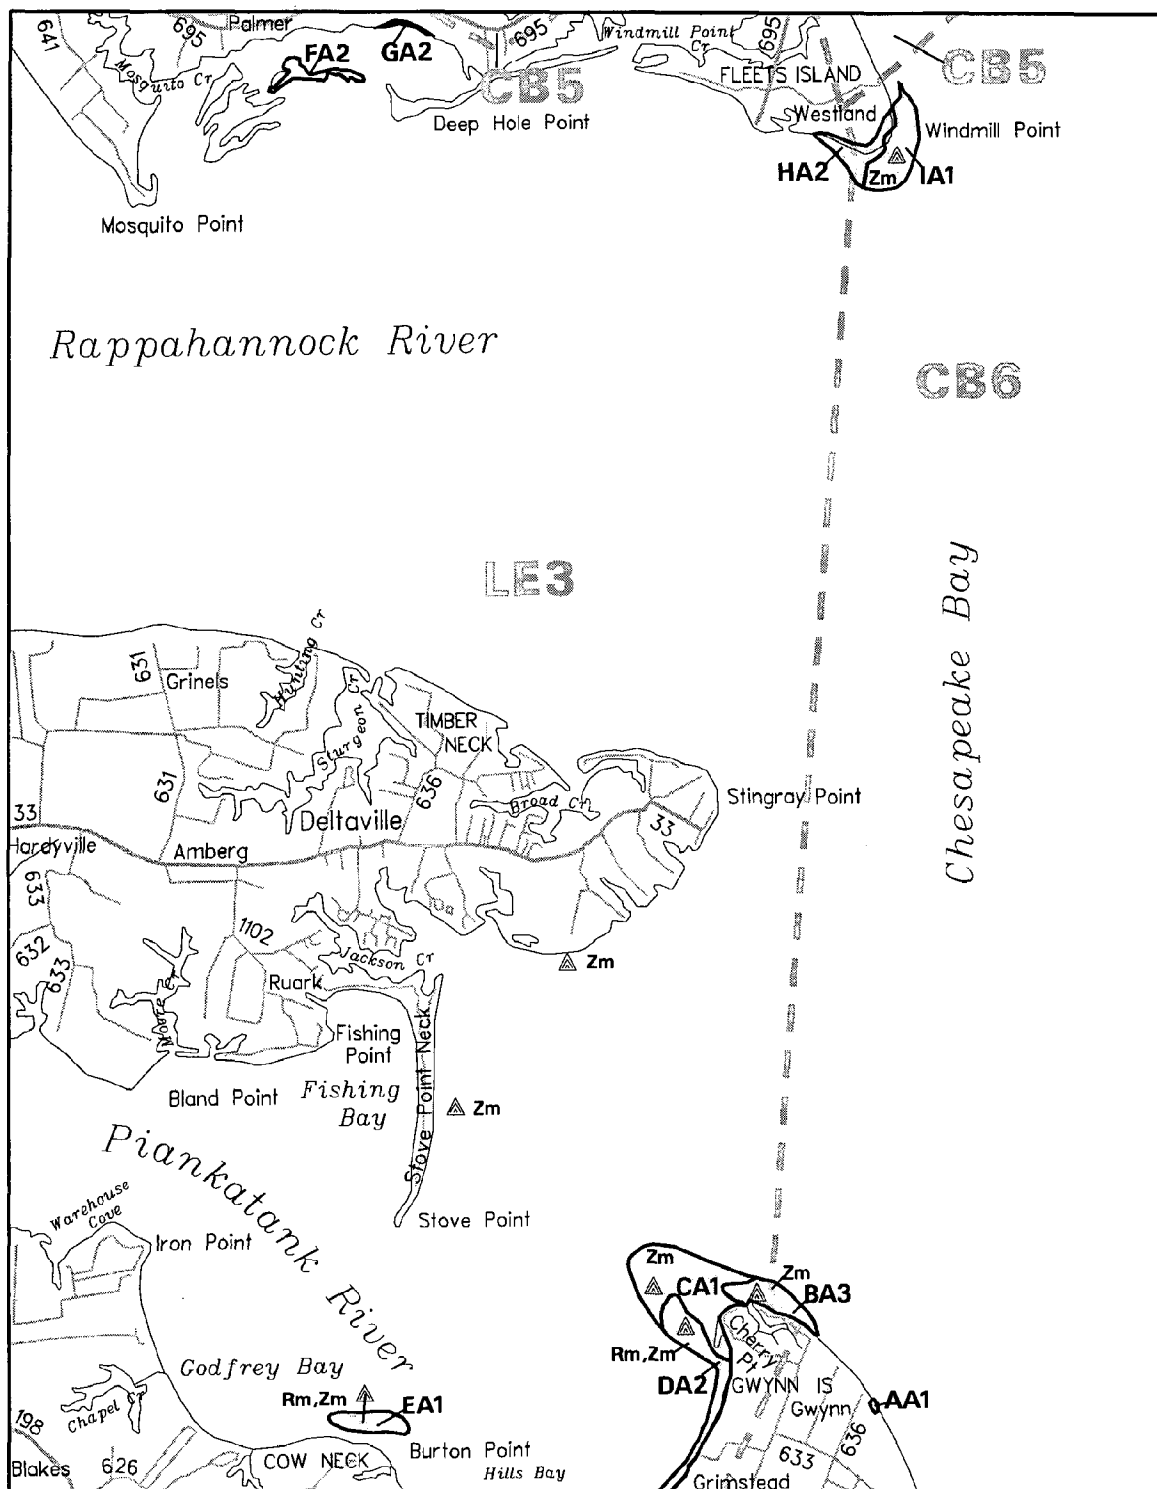 641
695
Palmer
Mosquito Cr
FA2
GA2
695
CB5
Deep Hole Point
Windmill Point
Cr
695
FLEETS ISLAND
CB5
Westland
Windmill Point
HA2
Zm
IA1
Mosquito Point
Rappahannock River
CB6
LE3
Chesapeake Bay
631
Grinels
Hunting Cr
Sturgeon Cr
TIMBER
NECK
631
636
Broad Cr
Stingray Point
33
Deltaville
33
Hardyville
Amberg
633
1102
632
633
Moore Cr
Ruark
Jackson Cr
Zm
Fishing
Point
Stove Point Neck
Bland Point
Fishing
Bay
Zm
Piankatank River
Warehouse
Cove
Iron Point
Stove Point
Zm
CA1
Zm
BA3
Cherry
Pt
Rm,Zm
DA2
GWYNN IS
Gwynn
AA1
Godfrey Bay
Rm,Zm
EA1
Chapel Cr
198
Blakes
626
COW NECK
Burton Point
Hills Bay
633
636
Grimstead